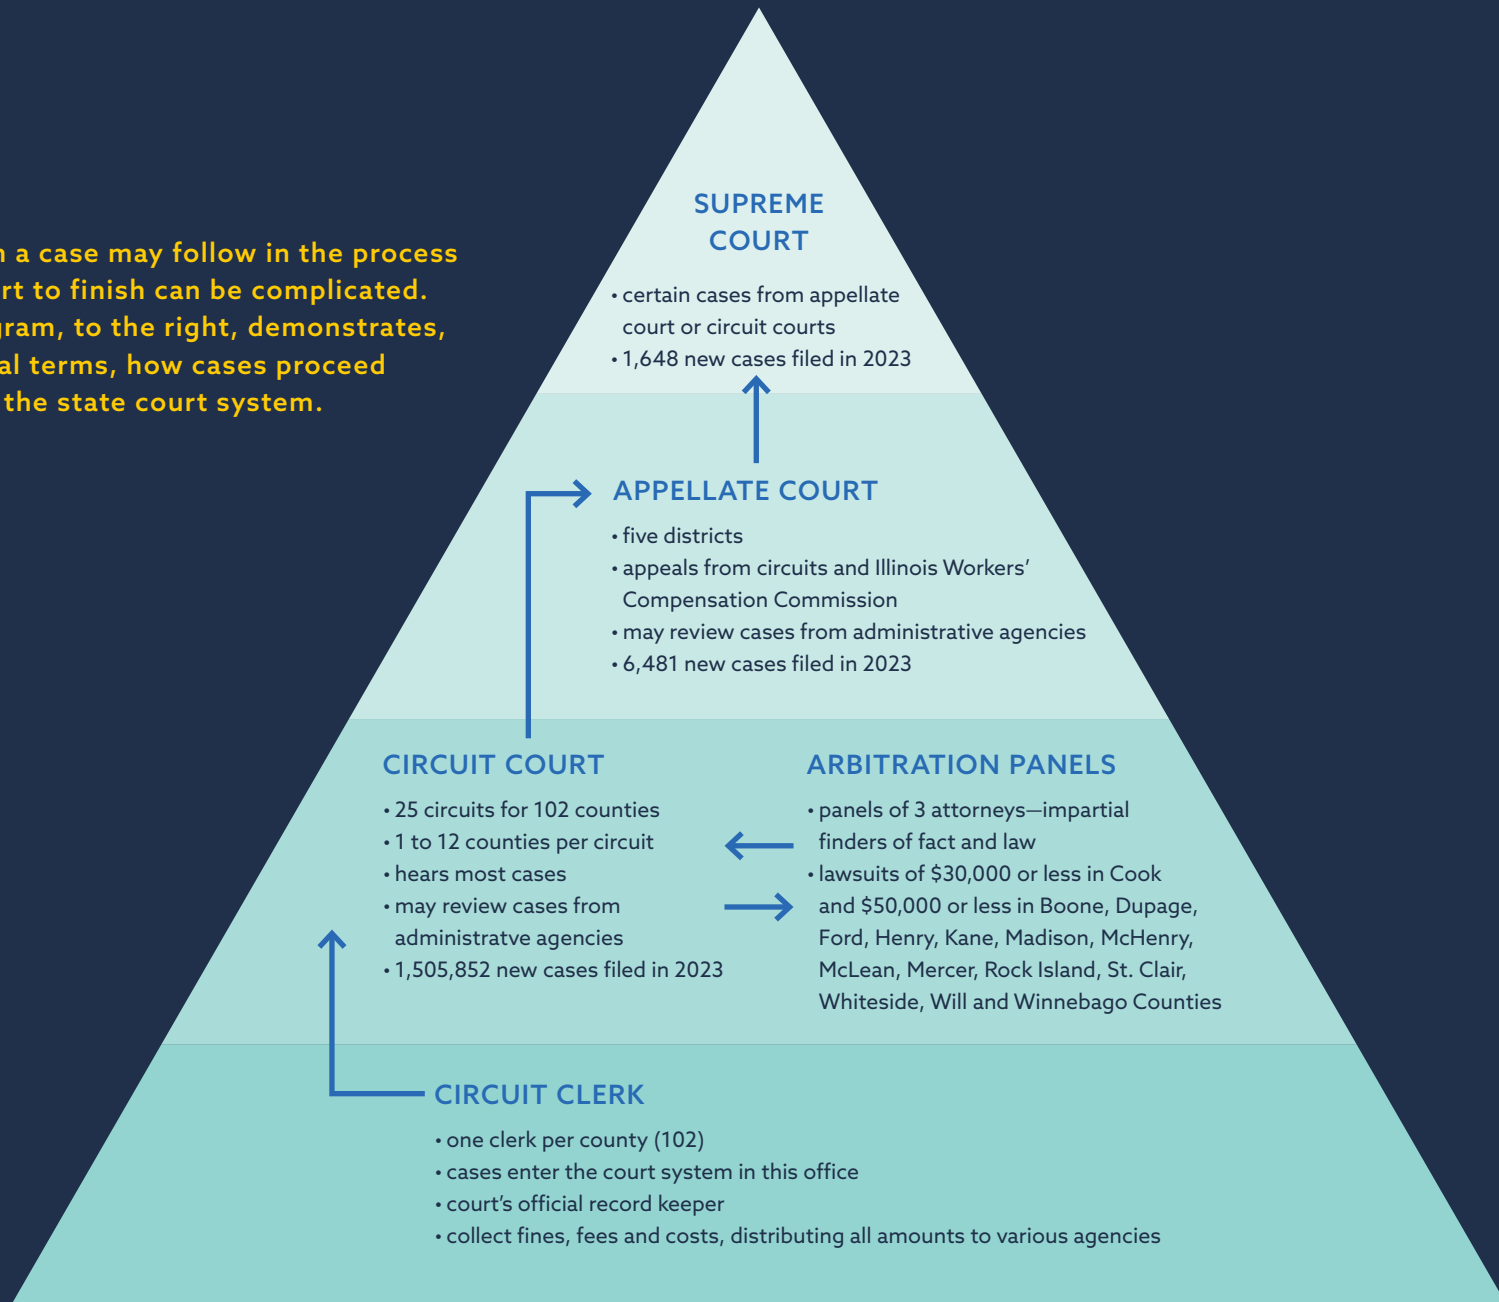 a case may follow in the process
to finish can be complicated.
to the right, demonstrates,
terms, how cases proceed
the state court system.
SUPREME
COURT
• certain cases from appellate
court or circuit courts
• 1,648 new cases filed in 2023
APPELLATE COURT
• five districts
• appeals from circuits and Illinois Workers’
Compensation Commission
• may review cases from administrative agencies
• 6,481 new cases filed in 2023
CIRCUIT COURT
• 25 circuits for 102 counties
• 1 to 12 counties per circuit
• hears most cases
• may review cases from
administratve agencies
• 1,505,852 new cases filed in 2023
ARBITRATION PANELS
• panels of 3 attorneys—impartial
finders of fact and law
• lawsuits of $30,000 or less in Cook
and $50,000 or less in Boone, Dupage,
Ford, Henry, Kane, Madison, McHenry,
McLean, Mercer, Rock Island, St. Clair,
Whiteside, Will and Winnebago Counties
CIRCUIT CLERK
• one clerk per county (102)
• cases enter the court system in this office
• court’s official record keeper
• collect fines, fees and costs, distributing all amounts to various agencies